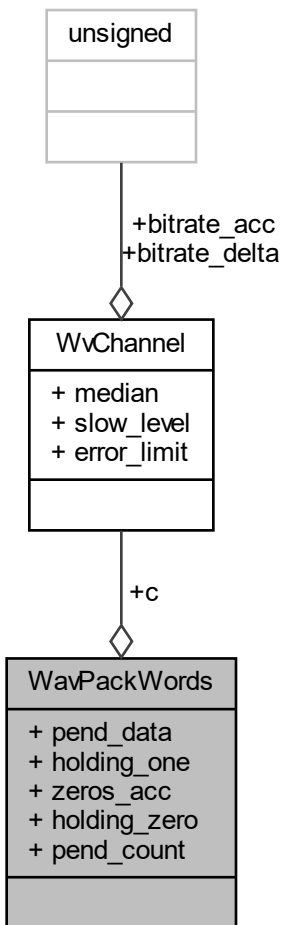 unsigned
+bitrate_acc
+bitrate_delta
WvChannel
+ median
+ slow_level
+ error_limit
+c
WavPackWords
+ pend_data
+ holding_one
+ zeros_acc
+ holding_zero
+ pend_count